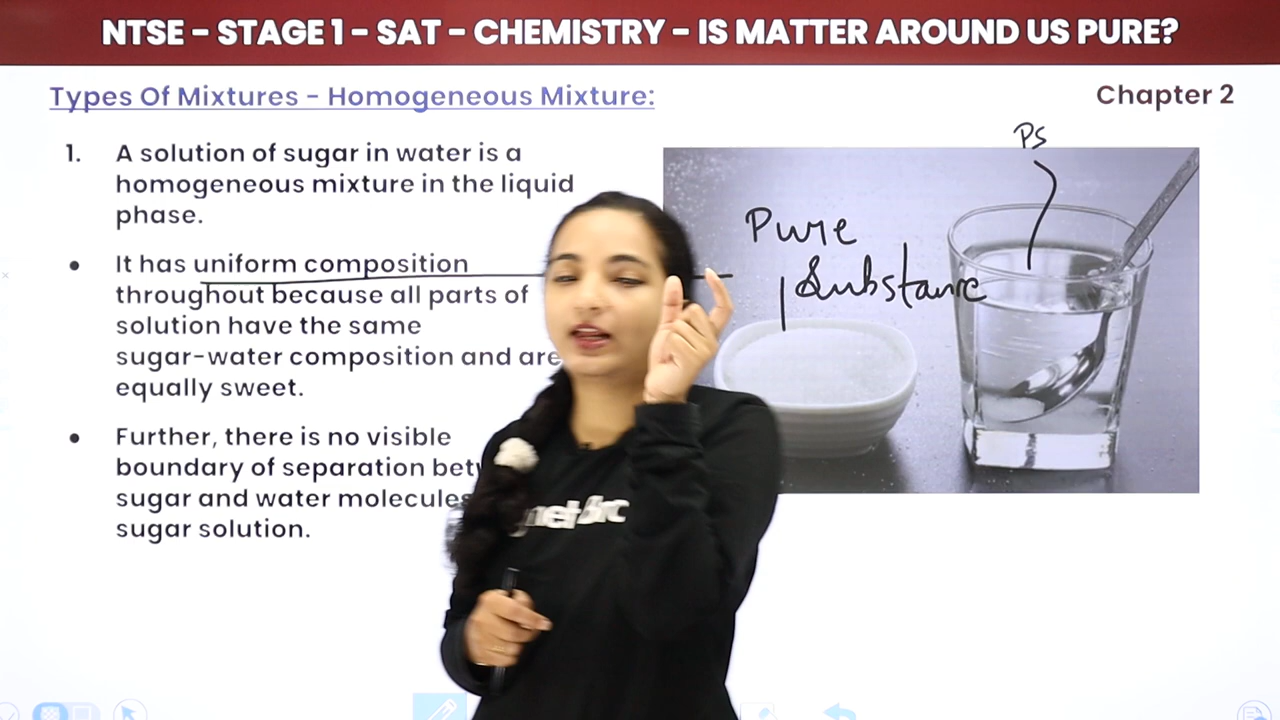 NTSE – STAGE 1 – SAT – CHEMISTRY – IS MATTER AROUND US PURE?
Types Of Mixtures – Homogeneous Mixture:
Chapter 2
1. A solution of sugar in water is a
homogeneous mixture in the liquid
phase.
• It has uniform composition
throughout because all parts of
solution have the same
sugar-water composition and are
equally sweet.
• Further, there is no visible
boundary of separation
sugar and water molecules
sugar solution.
PS
Pure
Substance